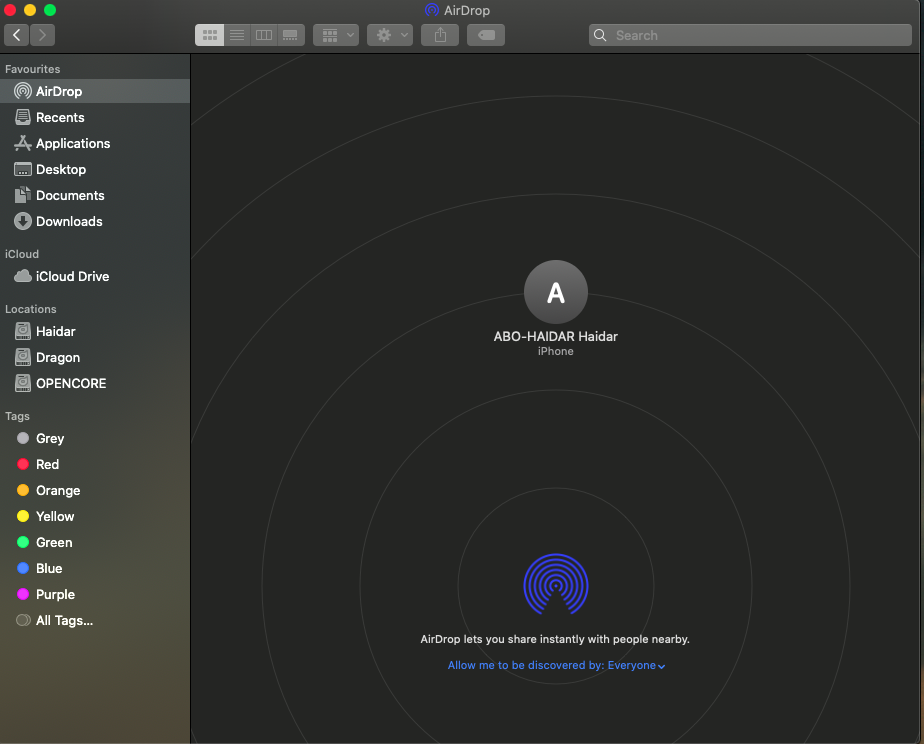 AirDrop
Search
Favourites
AirDrop
Recents
Applications
Desktop
Documents
Downloads
iCloud
iCloud Drive
Locations
Haidar
Dragon
OPENCORE
Tags
Grey
Red
Orange
Yellow
Green
Blue
Purple
All Tags...
A
ABO-HAIDAR Haidar
iPhone
AirDrop lets you share instantly with people nearby.
Allow me to be discovered by: Everyone